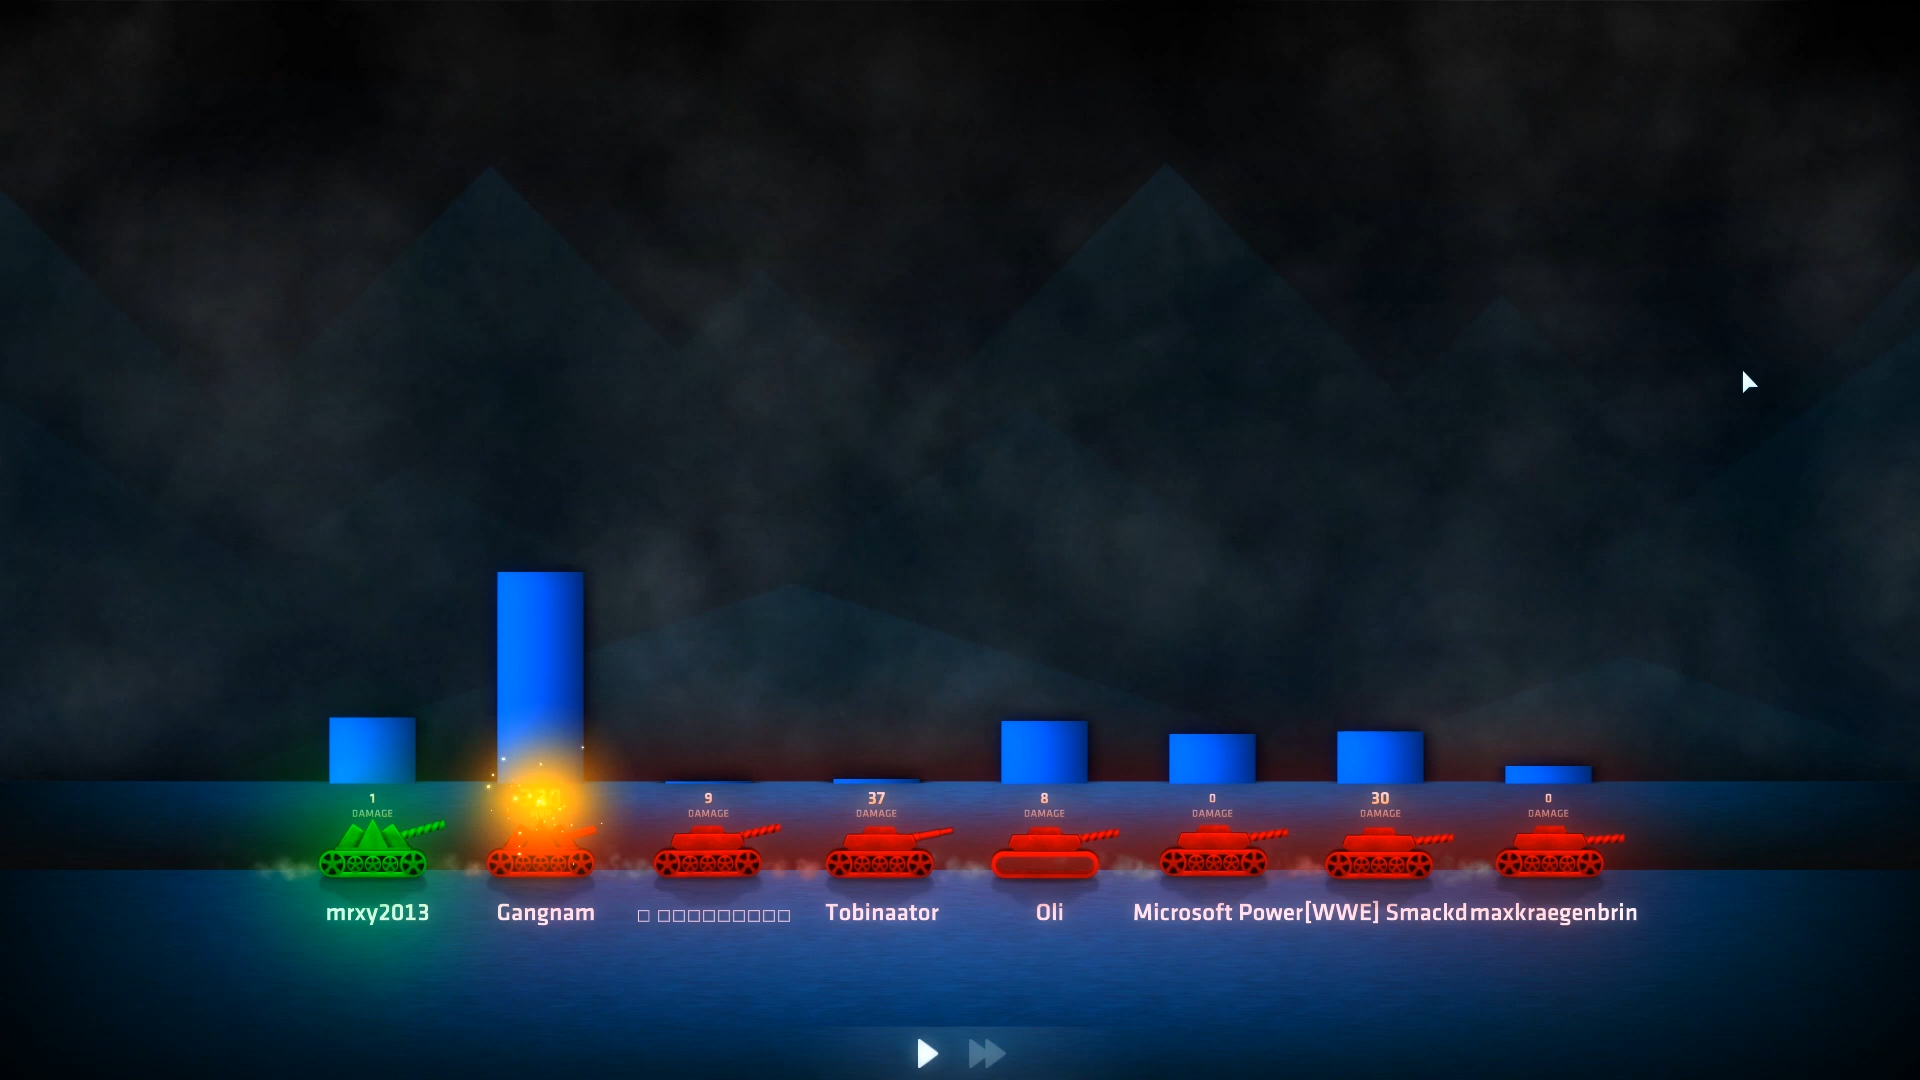 1
DAMAGE
9
DAMAGE
37
DAMAGE
8
DAMAGE
0
DAMAGE
30
DAMAGE
0
DAMAGE
mrxy2013
Gangnam
□ □□□□□□□□□
Tobinaator
Oli
Microsoft Power
[WWE] Smackd
maxkraegenbrin